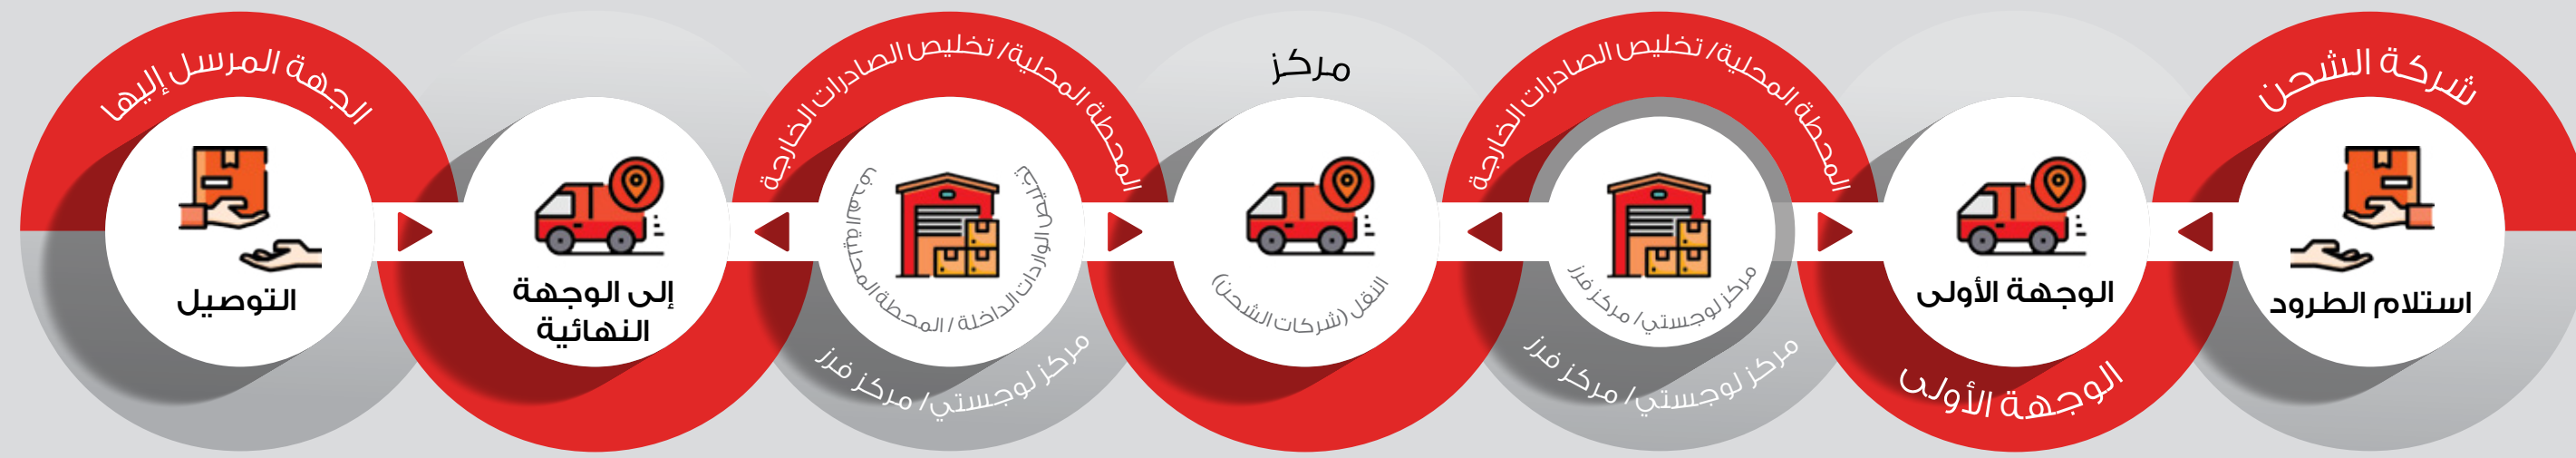 شركة الشحن
استلام الطرود
الوجهة الأولى
الوجهة الأولى
المحطة المحلية/ تخليص الصادرات الخارجة
مركز لوجستي/ مركز فرز
مركز لوجستي/ مركز فرز
مركز
النقل (شركات الشحن)
المحطة المحلية/ تخليص الصادرات الخارجة
تخليص الواردات الداخلة / المحطة المحلية الهدف
مركز لوجستي/ مركز فرز
إلى الوجهة
النهائية
الجهة المرسل إليها
التوصيل